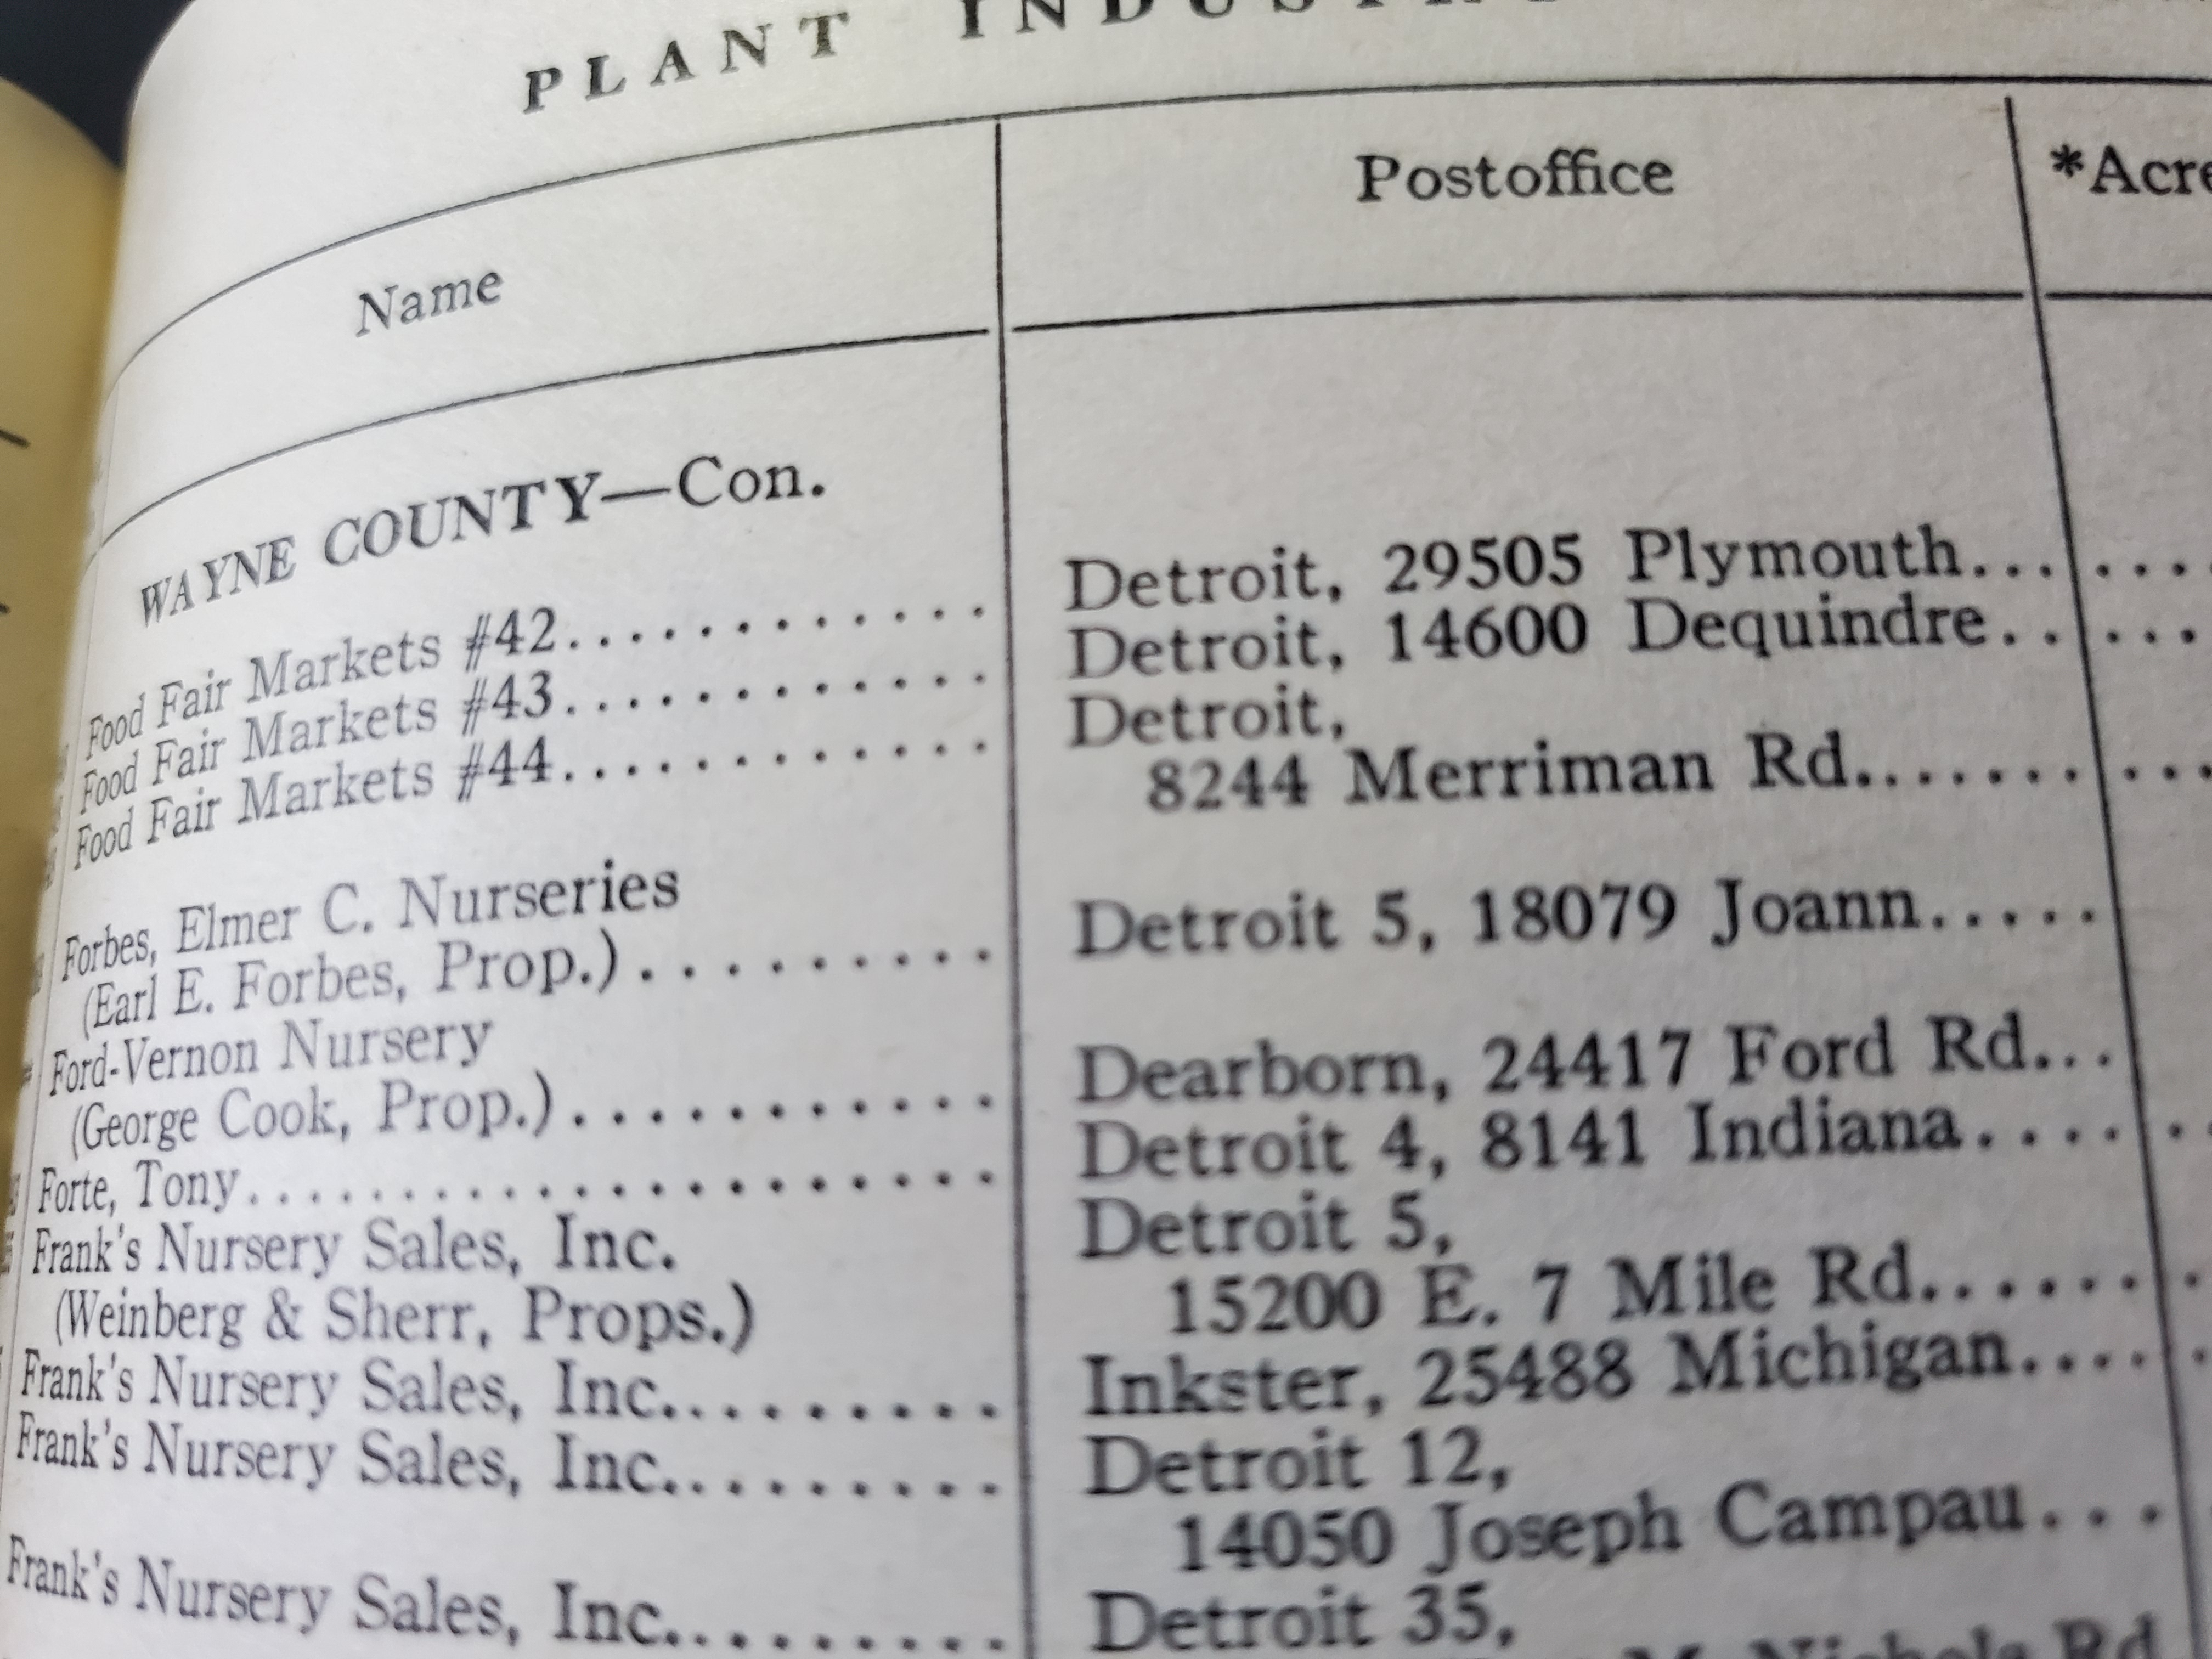 PLANT
Name Postoffice *Acre
WAYNE COUNTY—Con.
Food Fair Markets #42............. Detroit, 29505 Plymouth.......
Food Fair Markets #43............. Detroit, 14600 Dequindre.....
Food Fair Markets #44............. Detroit,
8244 Merriman Rd..........
Forbes, Elmer C. Nurseries
(Earl E. Forbes, Prop.)......... Detroit 5, 18079 Joann.....
Ford-Vernon Nursery
(George Cook, Prop.)........... Dearborn, 24417 Ford Rd...
Forte, Tony..................... Detroit 4, 8141 Indiana.....
Frank's Nursery Sales, Inc. Detroit 5,
(Weinberg & Sherr, Props.) 15200 E. 7 Mile Rd.......
Frank's Nursery Sales, Inc.......... Inkster, 25488 Michigan.....
Frank's Nursery Sales, Inc.......... Detroit 12,
14050 Joseph Campau...
Frank's Nursery Sales, Inc.......... Detroit 35,
Nichols Rd